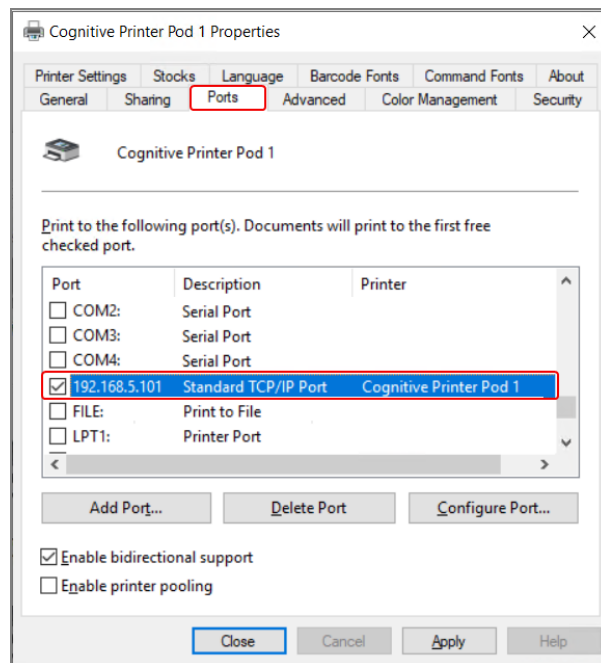 Cognitive Printer Pod 1 Properties
Printer Settings Stocks Language Barcode Fonts Command Fonts About
General Sharing Ports Advanced Color Management Security
Cognitive Printer Pod 1
Print to the following port(s). Documents will print to the first free
checked port.
Port Description Printer
COM2: Serial Port
COM3: Serial Port
COM4: Serial Port
192.168.5.101 Standard TCP/IP Port Cognitive Printer Pod 1
FILE: Print to File
LPT1: Printer Port
Add Port... Delete Port Configure Port...
Enable bidirectional support
Enable printer pooling
Close Cancel Apply Help